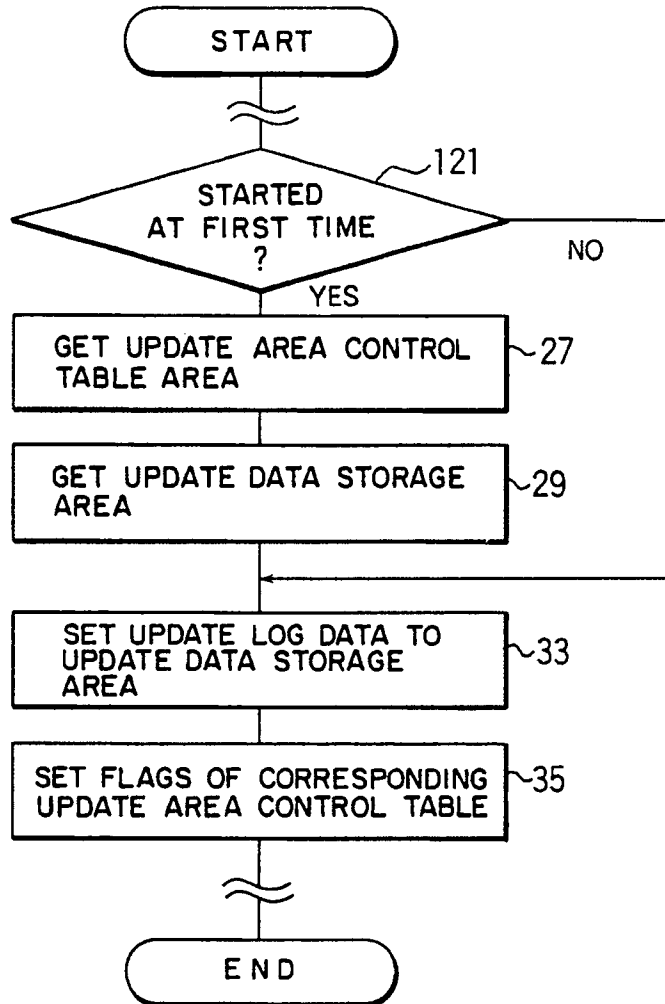 START
121
STARTED
AT FIRST TIME
?
NO
YES
GET UPDATE AREA CONTROL
TABLE AREA
27
GET UPDATE DATA STORAGE
AREA
29
SET UPDATE LOG DATA TO
UPDATE DATA STORAGE
AREA
33
SET FLAGS OF CORRESPONDING
UPDATE AREA CONTROL TABLE
35
END